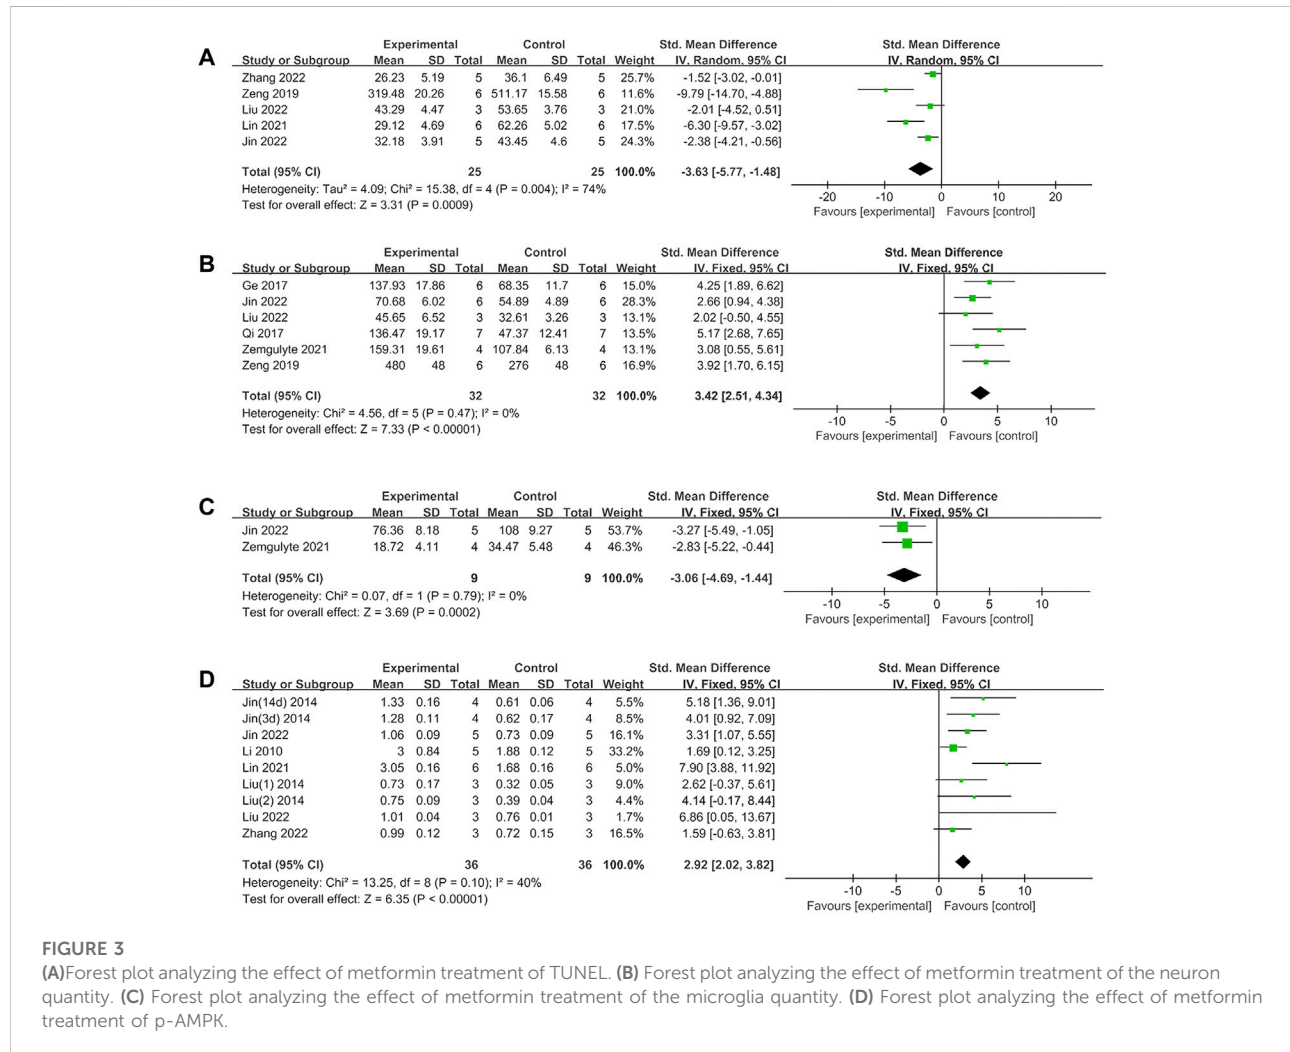 A
Experimental Control Std. Mean Difference Std. Mean Difference
Study or Subgroup Mean SD Total Mean SD Total Weight IV, Random, 95% CI IV, Random, 95% CI
Zhang 2022 26.23 5.19 5 36.1 6.49 5 25.7% -1.52 [-3.02, -0.01]
Zeng 2019 319.48 20.26 6 511.17 15.58 6 11.6% -9.79 [-14.70, -4.88]
Liu 2022 43.29 4.47 3 53.65 3.76 3 21.0% -2.01 [-4.52, 0.51]
Lin 2021 29.12 4.69 6 62.26 5.02 6 17.5% -6.30 [-9.57, -3.02]
Jin 2022 32.18 3.91 5 43.45 4.6 5 24.3% -2.38 [-4.21, -0.56]
Total (95% CI) 25 25 100.0% -3.63 [-5.77, -1.48]
Heterogeneity: Tau² = 4.09; Chi² = 15.38, df = 4 (P = 0.004); I² = 74%
Test for overall effect: Z = 3.31 (P = 0.0009)
-20 -10 0 10 20
Favours [experimental] Favours [control]
B
Experimental Control Std. Mean Difference Std. Mean Difference
Study or Subgroup Mean SD Total Mean SD Total Weight IV, Fixed, 95% CI IV, Fixed, 95% CI
Ge 2017 137.93 17.86 6 68.35 11.7 6 15.0% 4.25 [1.89, 6.62]
Jin 2022 70.68 6.02 6 54.89 4.89 6 28.3% 2.66 [0.94, 4.38]
Liu 2022 45.65 6.52 3 32.61 3.26 3 13.1% 2.02 [-0.50, 4.55]
Qi 2017 136.47 19.17 7 47.37 12.41 7 13.5% 5.17 [2.68, 7.65]
Zemgulyte 2021 159.31 19.61 4 107.84 6.13 4 13.1% 3.08 [0.55, 5.61]
Zeng 2019 480 48 6 276 48 6 16.9% 3.92 [1.70, 6.15]
Total (95% CI) 32 32 100.0% 3.42 [2.51, 4.34]
Heterogeneity: Chi² = 4.56, df = 5 (P = 0.47); I² = 0%
Test for overall effect: Z = 7.33 (P < 0.00001)
-10 -5 0 5 10
Favours [experimental] Favours [control]
C
Experimental Control Std. Mean Difference Std. Mean Difference
Study or Subgroup Mean SD Total Mean SD Total Weight IV, Fixed, 95% CI IV, Fixed, 95% CI
Jin 2022 76.36 8.18 5 108 9.27 5 53.7% -3.27 [-5.49, -1.05]
Zemgulyte 2021 18.72 4.11 4 34.47 5.48 4 46.3% -2.83 [-5.22, -0.44]
Total (95% CI) 9 9 100.0% -3.06 [-4.69, -1.44]
Heterogeneity: Chi² = 0.07, df = 1 (P = 0.79); I² = 0%
Test for overall effect: Z = 3.69 (P = 0.0002)
-10 -5 0 5 10
Favours [experimental] Favours [control]
D
Experimental Control Std. Mean Difference Std. Mean Difference
Study or Subgroup Mean SD Total Mean SD Total Weight IV, Fixed, 95% CI IV, Fixed, 95% CI
Jin(14d) 2014 1.33 0.16 4 0.61 0.06 4 5.5% 5.18 [1.36, 9.01]
Jin(3d) 2014 1.28 0.11 4 0.62 0.17 4 8.5% 4.01 [0.92, 7.09]
Jin 2022 1.06 0.09 5 0.73 0.09 5 16.1% 3.31 [1.07, 5.55]
Li 2010 3 0.84 5 1.88 0.12 5 33.2% 1.69 [0.12, 3.25]
Lin 2021 3.05 0.16 6 1.68 0.16 6 5.0% 7.90 [3.88, 11.92]
Liu(1) 2014 0.73 0.17 3 0.32 0.05 3 9.0% 2.62 [-0.37, 5.61]
Liu(2) 2014 0.75 0.09 3 0.39 0.04 3 4.4% 4.14 [-0.17, 8.44]
Liu 2022 1.01 0.04 3 0.76 0.01 3 1.7% 6.86 [0.05, 13.67]
Zhang 2022 0.99 0.12 3 0.72 0.15 3 16.5% 1.59 [-0.63, 3.81]
Total (95% CI) 36 36 100.0% 2.92 [2.02, 3.82]
Heterogeneity: Chi² = 13.25, df = 8 (P = 0.10); I² = 40%
Test for overall effect: Z = 6.35 (P < 0.00001)
-10 -5 0 5 10
Favours [experimental] Favours [control]
FIGURE 3
(A)Forest plot analyzing the effect of metformin treatment of TUNEL. (B) Forest plot analyzing the effect of metformin treatment of the neuron
quantity. (C) Forest plot analyzing the effect of metformin treatment of the microglia quantity. (D) Forest plot analyzing the effect of metformin
treatment of p-AMPK.